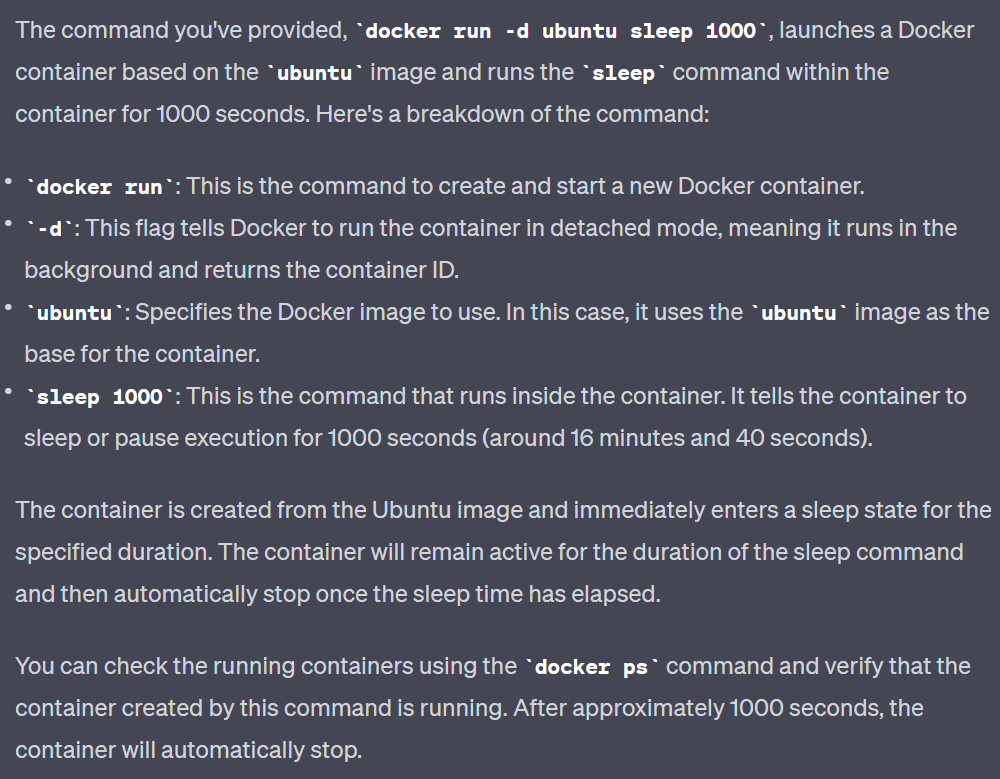 The command you've provided, `docker run -d ubuntu sleep 1000`, launches a Docker
container based on the `ubuntu` image and runs the `sleep` command within the
container for 1000 seconds. Here's a breakdown of the command:
• `docker run`: This is the command to create and start a new Docker container.
• `-d`: This flag tells Docker to run the container in detached mode, meaning it runs in the
background and returns the container ID.
• `ubuntu`: Specifies the Docker image to use. In this case, it uses the `ubuntu` image as the
base for the container.
• `sleep 1000`: This is the command that runs inside the container. It tells the container to
sleep or pause execution for 1000 seconds (around 16 minutes and 40 seconds).
The container is created from the Ubuntu image and immediately enters a sleep state for the
specified duration. The container will remain active for the duration of the sleep command
and then automatically stop once the sleep time has elapsed.
You can check the running containers using the `docker ps` command and verify that the
container created by this command is running. After approximately 1000 seconds, the
container will automatically stop.